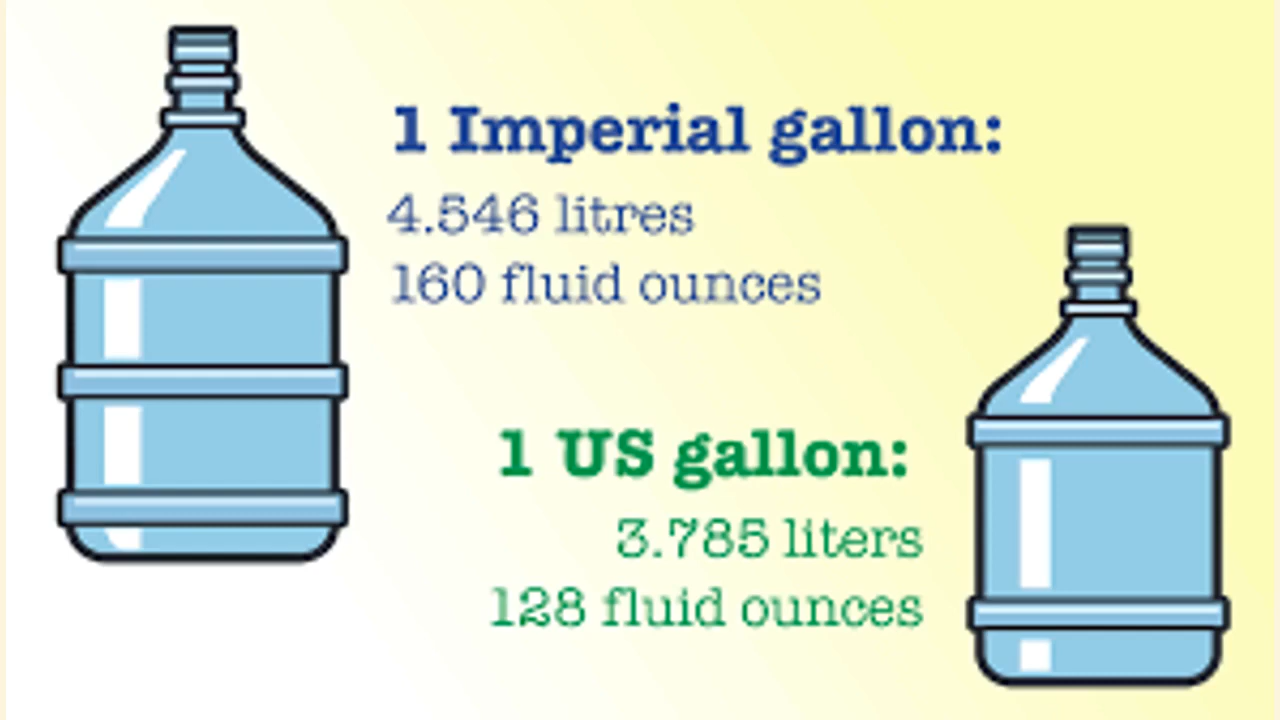 1 Imperial gallon:
4.546 litres
160 fluid ounces
1 US gallon:
3.785 liters
128 fluid ounces